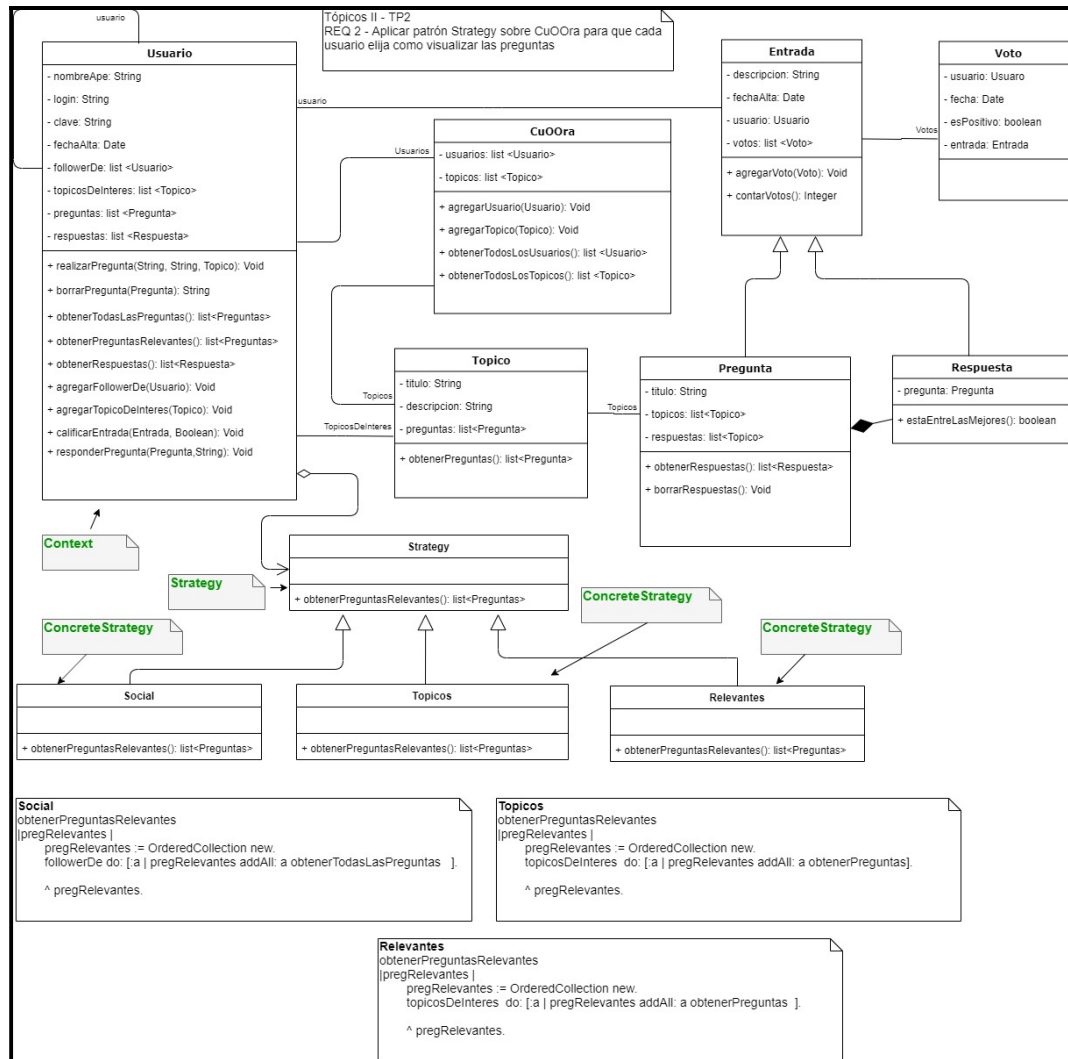 usuario
Tópicos II - TP2
REQ 2 - Aplicar patrón Strategy sobre CuOOra para que cada
usuario elija como visualizar las preguntas
Usuario
- nombreApe: String
- login: String
- clave: String
- fechaAlta: Date
- followerDe: list <Usuario>
- topicosDeInteres: list <Topico>
- preguntas: list <Pregunta>
- respuestas: list <Respuesta>
+ realizarPregunta(String, String, Topico): Void
+ borrarPregunta(Pregunta): String
+ obtenerTodasLasPreguntas(): list<Preguntas>
+ obtenerPreguntasRelevantes(): list<Preguntas>
+ obtenerRespuestas(): list<Respuesta>
+ agregarFollowerDe(Usuario): Void
+ agregarTopicoDeInteres(Topico): Void
+ calificarEntrada(Entrada, Boolean): Void
+ responderPregunta(Pregunta,String): Void
usuario
Usuarios
CuOOra
- usuarios: list <Usuario>
- topicos: list <Topico>
+ agregarUsuario(Usuario): Void
+ agregarTopico(Topico): Void
+ obtenerTodosLosUsuarios(): list <Usuario>
+ obtenerTodosLosTopicos(): list <Topico>
Entrada
- descripcion: String
- fechaAlta: Date
- usuario: Usuario
- votos: list <Voto>
+ agregarVoto(Voto): Void
+ contarVotos(): Integer
Votos
Voto
- usuario: Usuaro
- fecha: Date
- esPositivo: boolean
- entrada: Entrada
Topicos
TopicosDeInteres
Topico
- titulo: String
- descripcion: String
- preguntas: list<Pregunta>
+ obtenerPreguntas(): list<Pregunta>
Topicos
Pregunta
- titulo: String
- topicos: list<Topico>
- respuestas: list<Topico>
+ obtenerRespuestas(): list<Respuesta>
+ borrarRespuestas(): Void
Respuesta
- pregunta: Pregunta
+ estaEntreLasMejores(): boolean
Context
Strategy
Strategy
+ obtenerPreguntasRelevantes(): list<Preguntas>
ConcreteStrategy
ConcreteStrategy
ConcreteStrategy
Social
+ obtenerPreguntasRelevantes(): list<Preguntas>
Topicos
+ obtenerPreguntasRelevantes(): list<Preguntas>
Relevantes
+ obtenerPreguntasRelevantes(): list<Preguntas>
Social
obtenerPreguntasRelevantes
|pregRelevantes |
pregRelevantes := OrderedCollection new.
followerDe do: [:a | pregRelevantes addAll: a obtenerTodasLasPreguntas ].
^ pregRelevantes.
Topicos
obtenerPreguntasRelevantes
|pregRelevantes |
pregRelevantes := OrderedCollection new.
topicosDeInteres do: [:a | pregRelevantes addAll: a obtenerPreguntas].
^ pregRelevantes.
Relevantes
obtenerPreguntasRelevantes
|pregRelevantes |
pregRelevantes := OrderedCollection new.
topicosDeInteres do: [:a | pregRelevantes addAll: a obtenerPreguntas ].
^ pregRelevantes.